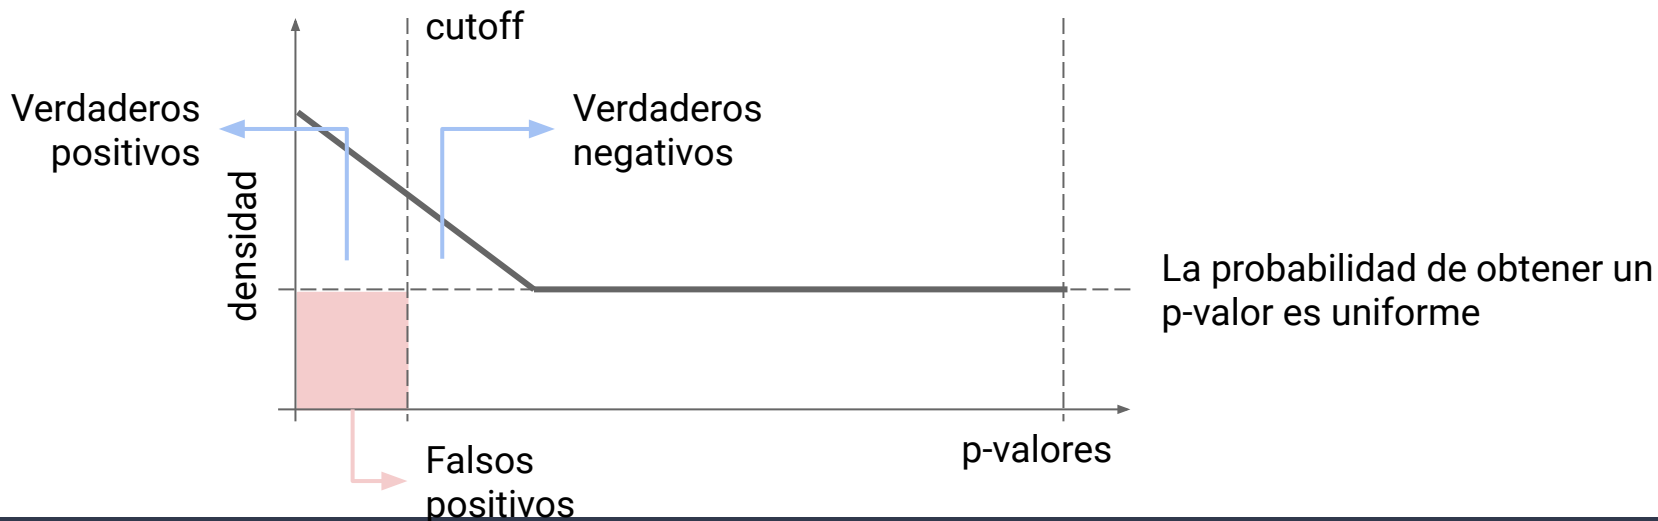 cutoff
Verdaderos
positivos
Verdaderos
negativos
densidad
La probabilidad de obtener un
p-valor es uniforme
p-valores
Falsos
positivos